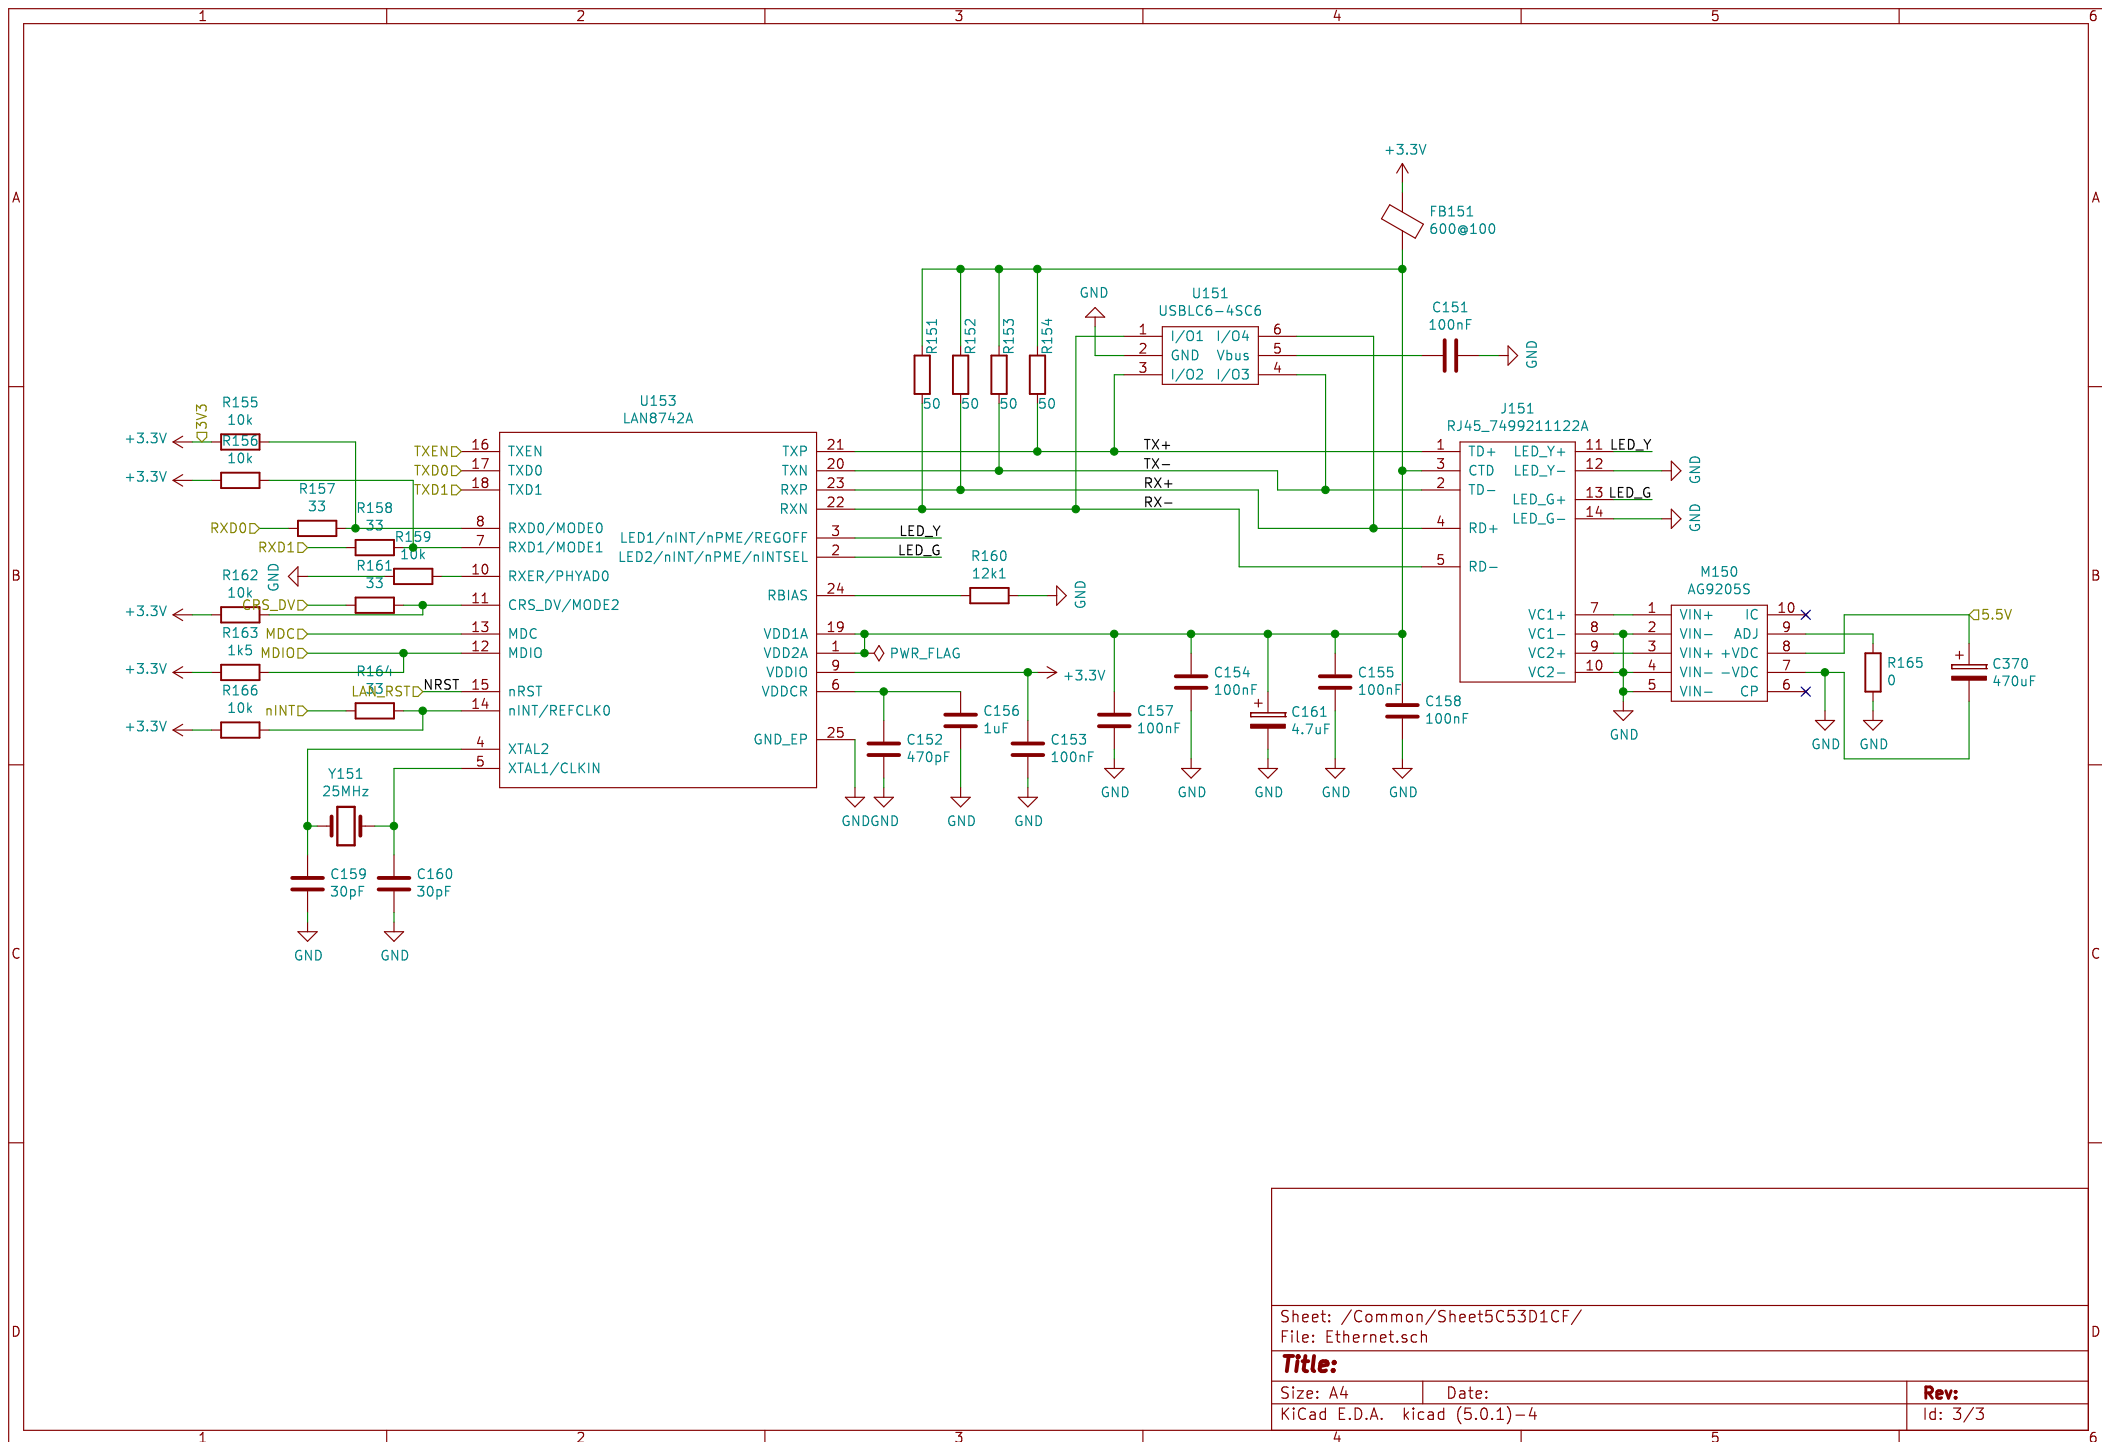 1 2 3 4 5 6
A A
+3.3V
FB151
600@100
GND
U151
USBLC6-4SC6
1 I/O1 I/O4 6
2 GND Vbus 5
3 I/O2 I/O3 4
C151
100nF
GND
R151
50
R152
50
R153
50
R154
50
3V3
R155
10k
+3.3V
R156
10k
+3.3V
R157
33
RXD0
R158
33
RXD1
R159
10k
GND
R161
33
CRS_DV
R162
10k
+3.3V
MDC
R163
1k5
MDIO
+3.3V
R164
33
LAN_RST
NRST
R166
10k
nINT
+3.3V
TXEN
TXD0
TXD1
U153
LAN8742A
16 TXEN
17 TXD0
18 TXD1
8 RXD0/MODE0
7 RXD1/MODE1
10 RXER/PHYAD0
11 CRS_DV/MODE2
13 MDC
12 MDIO
15 nRST
14 nINT/REFCLK0
4 XTAL2
5 XTAL1/CLKIN
TXP 21
TXN 20
RXP 23
RXN 22
LED1/nINT/nPME/REGOFF 3
LED2/nINT/nPME/nINTSEL 2
RBIAS 24
VDD1A 19
VDD2A 1
VDDIO 9
VDDCR 6
GND_EP 25
TX+
TX-
RX+
RX-
LED_Y
LED_G
R160
12k1
GND
PWR_FLAG
+3.3V
J151
RJ45_7499211122A
1 TD+
3 CTD
2 TD-
4 RD+
5 RD-
LED_Y+ 11 LED_Y
LED_Y- 12
LED_G+ 13 LED_G
LED_G- 14
VC1+ 7
VC1- 8
VC2+ 9
VC2- 10
GND
GND
B B
M150
AG9205S
1 VIN+ IC 10
2 VIN- ADJ 9
3 VIN+ +VDC 8
4 VIN- -VDC 7
5 VIN- CP 6
5.5V
R165
0
C370
470uF
GND
GND
GND
C152
470pF
C156
1uF
C153
100nF
C157
100nF
C154
100nF
C161
4.7uF
C155
100nF
C158
100nF
GND GND GND GND GND
GND GND GND GND
Y151
25MHz
C159
30pF
C160
30pF
GND GND
C C
D D
Sheet: /Common/Sheet5C53D1CF/
File: Ethernet.sch
Title:
Size: A4 Date: Rev:
KiCad E.D.A. kicad (5.0.1)-4 Id: 3/3
1 2 3 4 5 6